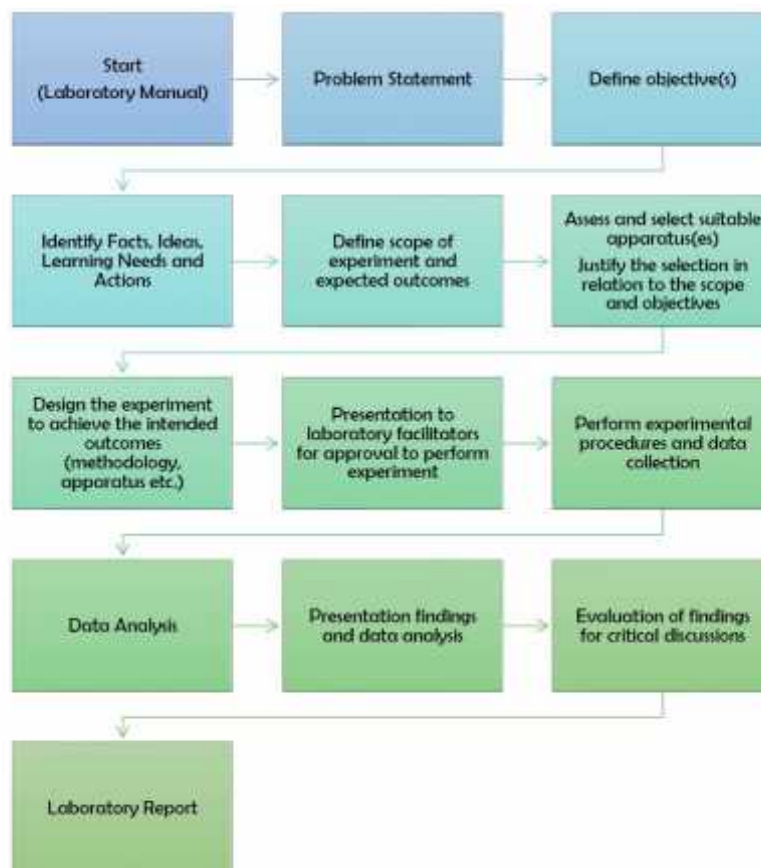 Start
(Laboratory Manual)
Problem Statement
Define objective(s)
Identify Facts, Ideas,
Learning Needs and
Actions
Define scope of
experiment and
expected outcomes
Assess and select suitable
apparatus(es)
Justify the selection in
relation to the scope
and objectives
Design the experiment
to achieve the intended
outcomes
(methodology,
apparatus etc.)
Presentation to
laboratory facilitators
for approval to perform
experiment
Perform experimental
procedures and data
collection
Data Analysis
Presentation findings
and data analysis
Evaluation of findings
for critical discussions
Laboratory Report